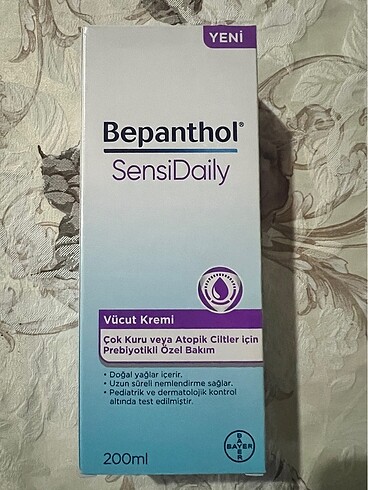 YENİ
Bepanthol®
SensiDaily
Vücut Kremi
Çok Kuru veya Atopik Ciltler için
Prebiyotikli Özel Bakım
• Doğal yağlar içerir.
• Uzun süreli nemlendirme sağlar.
• Pediatrik ve dermatolojik kontrol
altında test edilmiştir.
200ml
BAYER
BAYER